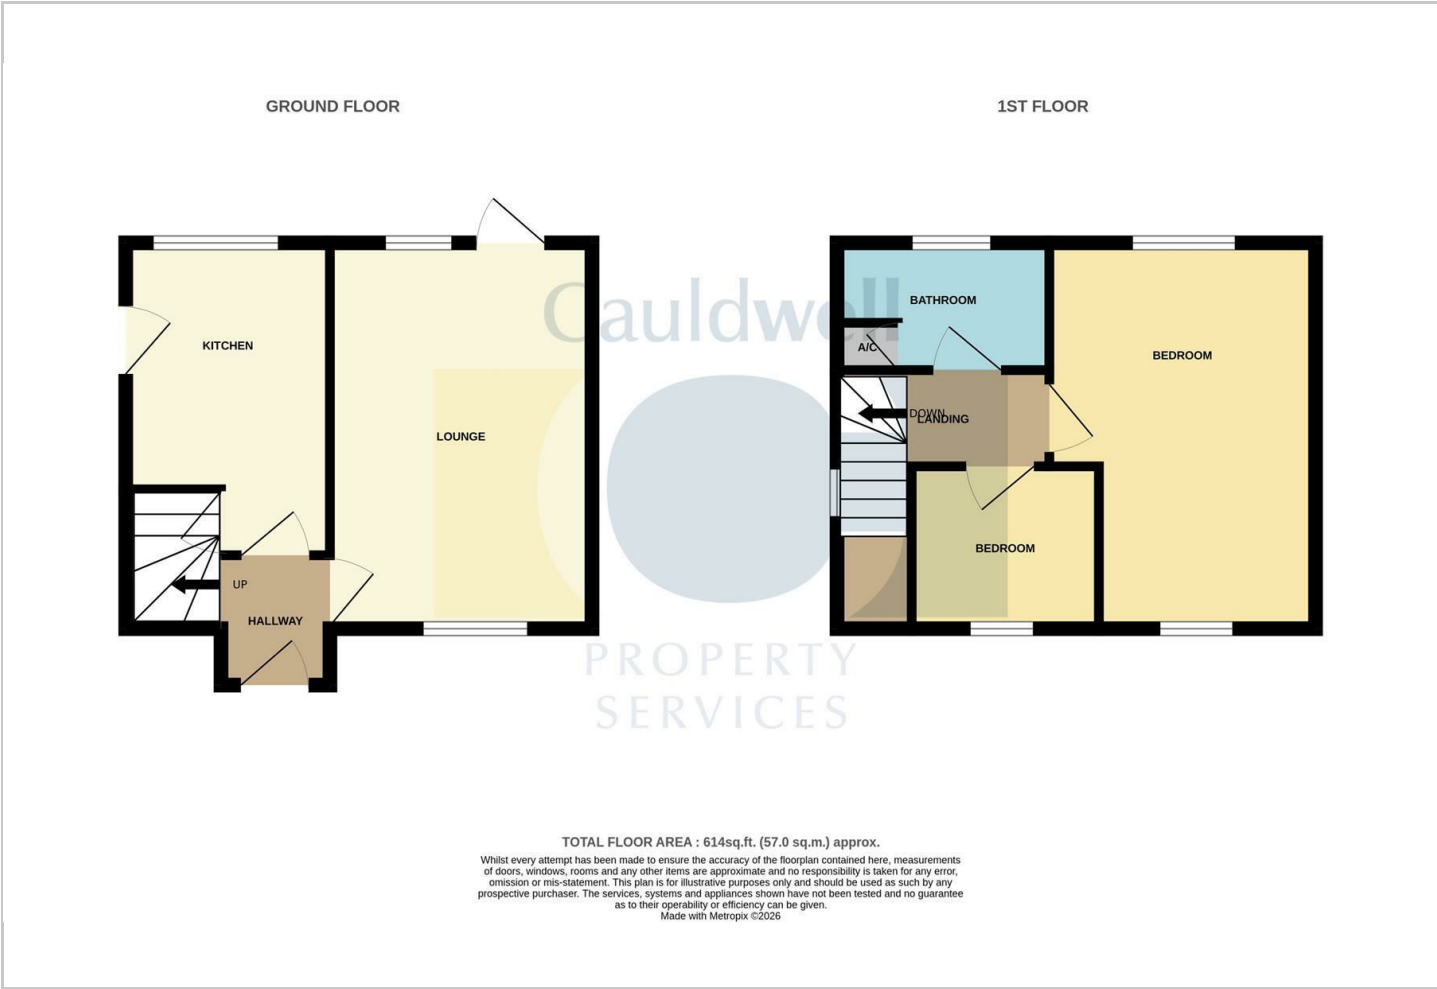 GROUND FLOOR
1ST FLOOR
Cauldwell
BATHROOM
KITCHEN
A/C
BEDROOM
DOWN
LANDING
LOUNGE
BEDROOM
UP
HALLWAY
PROPERTY
SERVICES
TOTAL FLOOR AREA : 614sq.ft. (57.0 sq.m.) approx.
Whilst every attempt has been made to ensure the accuracy of the floorplan contained here, measurements
of doors, windows, rooms and any other items are approximate and no responsibility is taken for any error,
omission or mis-statement. This plan is for illustrative purposes only and should be used as such by any
prospective purchaser. The services, systems and appliances shown have not been tested and no guarantee
as to their operability or efficiency can be given.
Made with Metropix ©2026